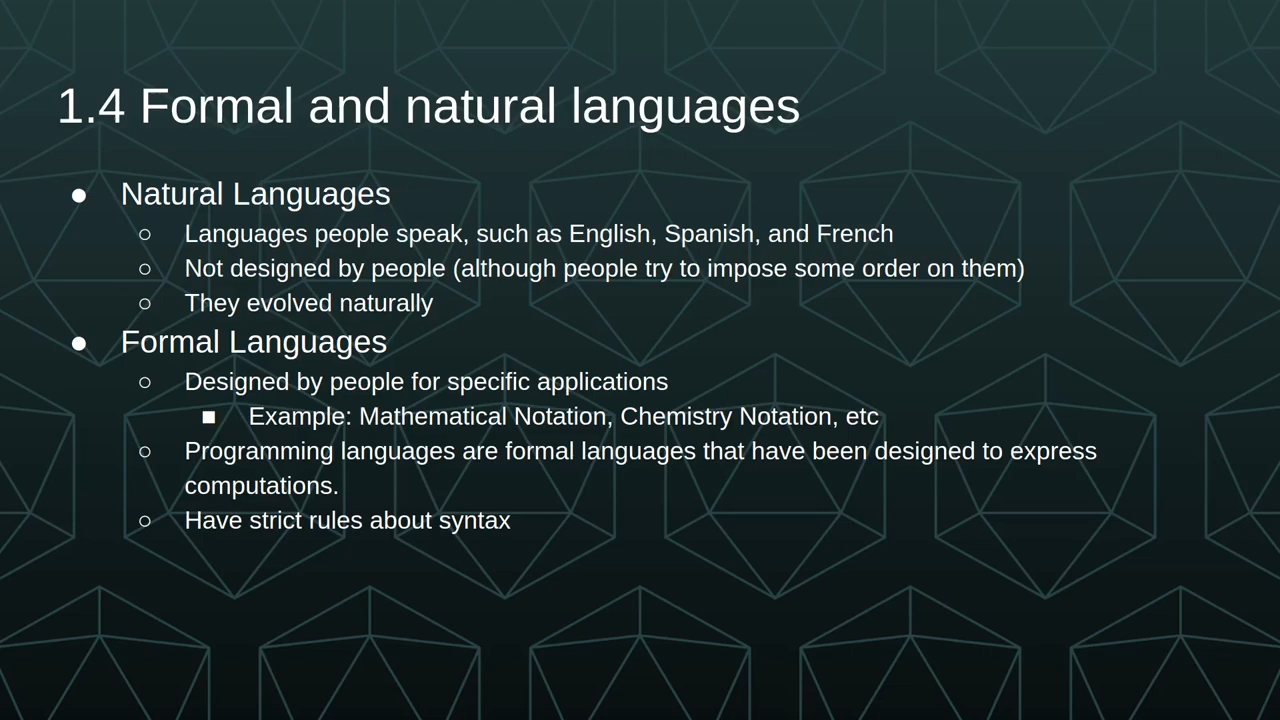 1.4 Formal and natural languages
● Natural Languages
○ Languages people speak, such as English, Spanish, and French
○ Not designed by people (although people try to impose some order on them)
○ They evolved naturally
● Formal Languages
○ Designed by people for specific applications
■ Example: Mathematical Notation, Chemistry Notation, etc
○ Programming languages are formal languages that have been designed to express
computations.
○ Have strict rules about syntax